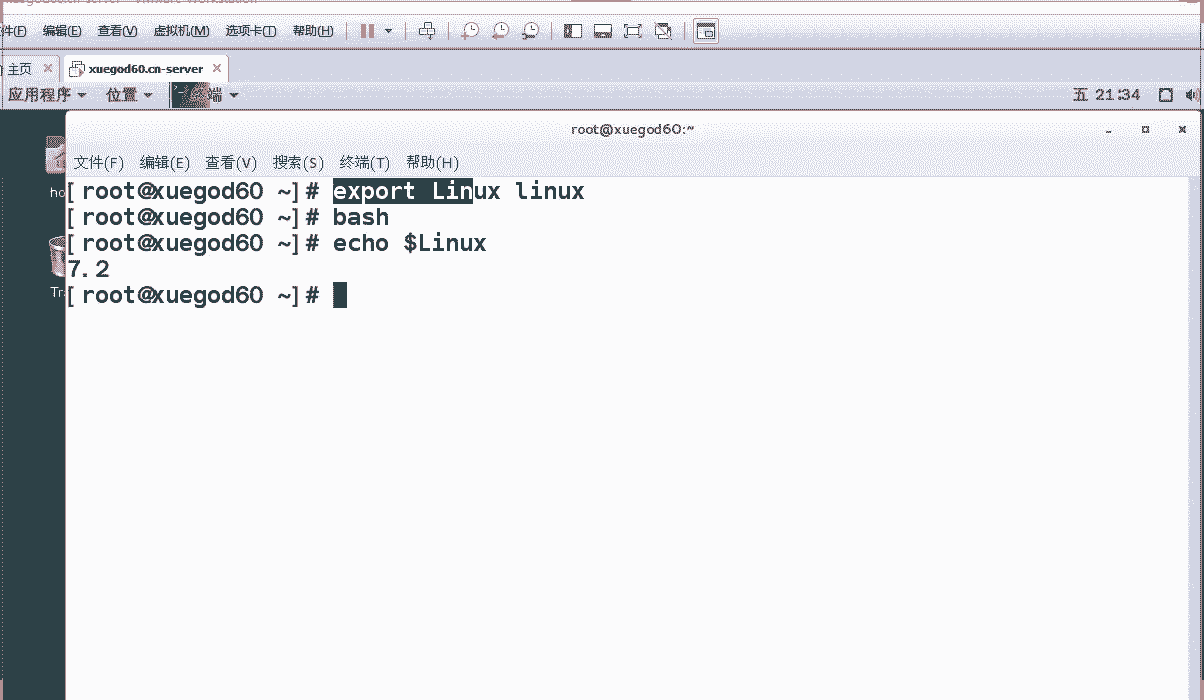 编辑(E) 查看(V) 虚拟机(M) 选项卡(T) 帮助(H)
主页 xuegod60.cn-server
应用程序 位置 终端 五 21:34
root@xuegod60:~
文件(F) 编辑(E) 查看(V) 搜索(S) 终端(T) 帮助(H)
[root@xuegod60 ~]# export Linux linux
[root@xuegod60 ~]# bash
[root@xuegod60 ~]# echo $Linux
7.2
[root@xuegod60 ~]#